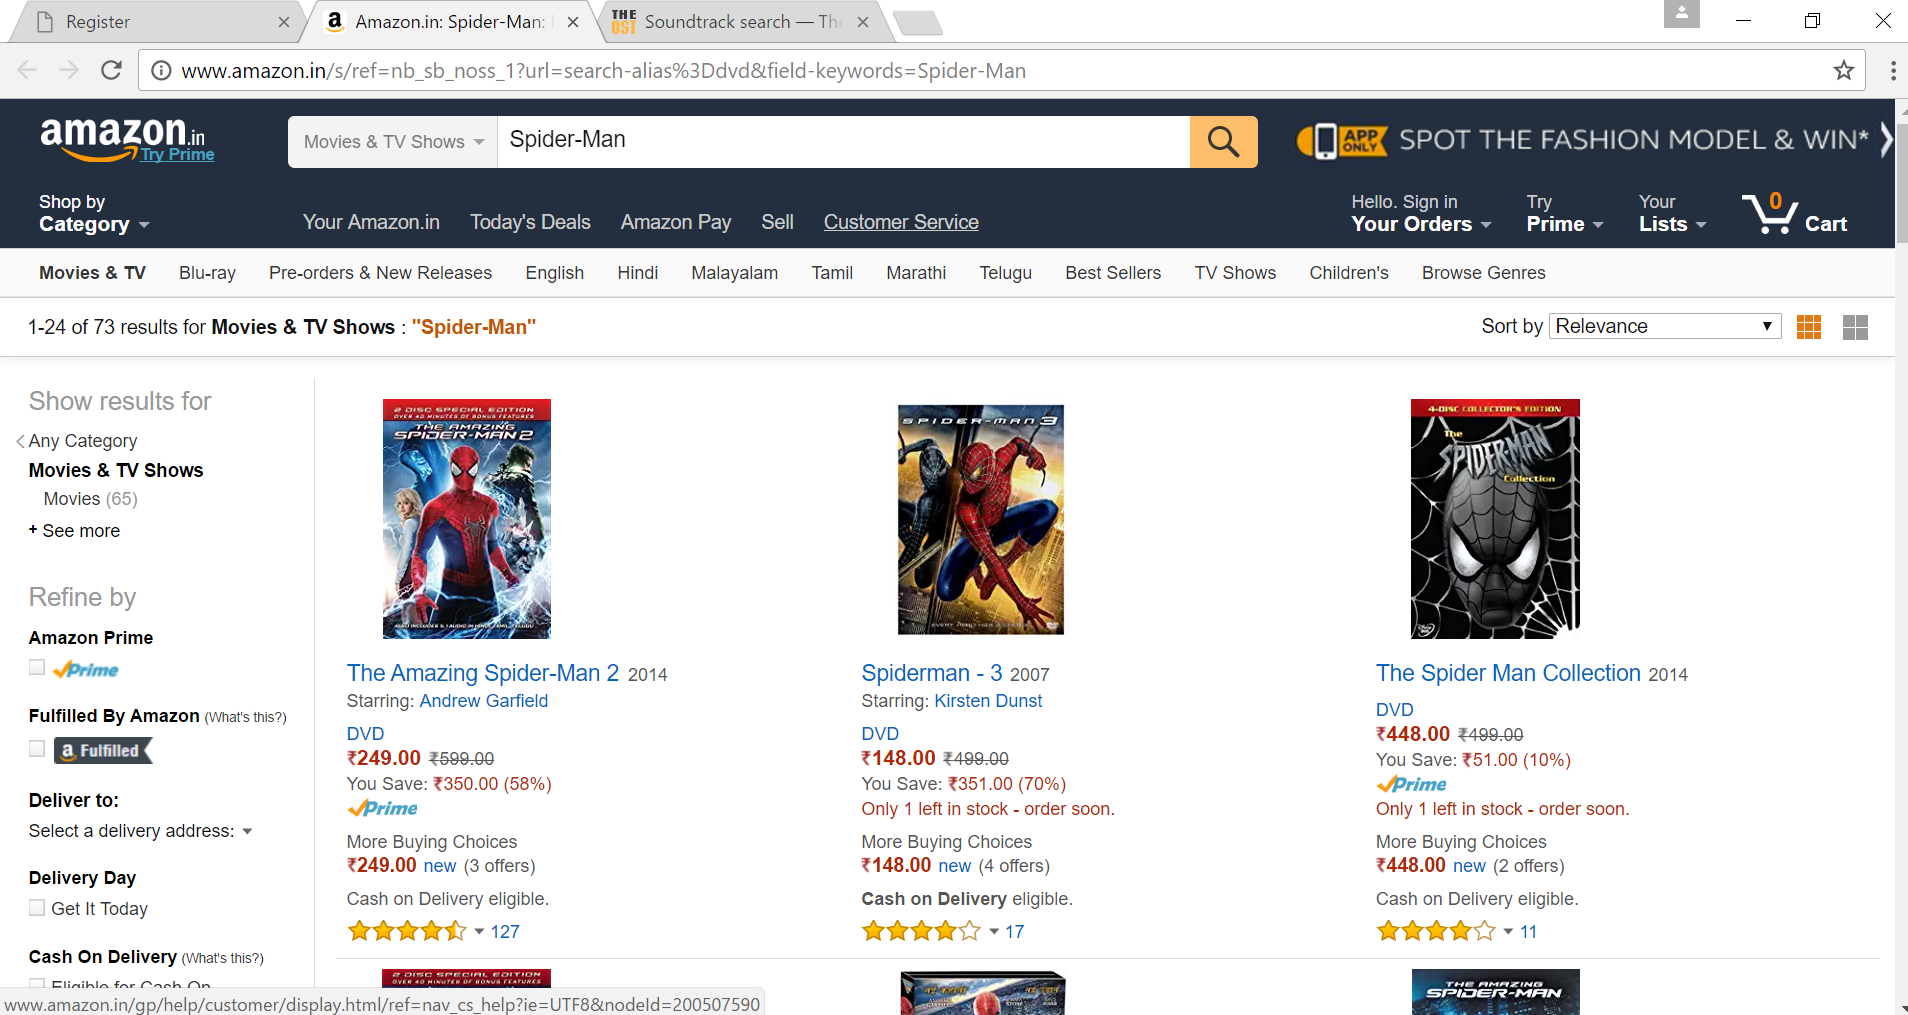 Register
Amazon.in: Spider-Man:
THE OST Soundtrack search — The
www.amazon.in/s/ref=nb_sb_noss_1?url=search-alias%3Ddvd&field-keywords=Spider-Man
amazon.in
Try Prime
Movies & TV Shows
Spider-Man
APP ONLY SPOT THE FASHION MODEL & WIN*
Shop by
Category
Your Amazon.in Today's Deals Amazon Pay Sell Customer Service
Hello. Sign in
Your Orders
Try
Prime
Your
Lists
0
Cart
Movies & TV Blu-ray Pre-orders & New Releases English Hindi Malayalam Tamil Marathi Telugu Best Sellers TV Shows Children's Browse Genres
1-24 of 73 results for Movies & TV Shows : "Spider-Man"
Sort by Relevance
Show results for
Any Category
Movies & TV Shows
Movies (65)
+ See more
Refine by
Amazon Prime
Prime
Fulfilled By Amazon (What's this?)
a Fulfilled
Deliver to:
Select a delivery address:
Delivery Day
Get It Today
Cash On Delivery (What's this?)
Eligible for Cash On
2 DISC SPECIAL EDITION
OVER 40 MINUTES OF BONUS FEATURES
THE AMAZING
SPIDER-MAN 2
The Amazing Spider-Man 2 2014
Starring: Andrew Garfield
DVD
₹249.00 ₹599.00
You Save: ₹350.00 (58%)
Prime
More Buying Choices
₹249.00 new (3 offers)
Cash on Delivery eligible.
127
SPIDER-MAN 3
Spiderman - 3 2007
Starring: Kirsten Dunst
DVD
₹148.00 ₹499.00
You Save: ₹351.00 (70%)
Only 1 left in stock - order soon.
More Buying Choices
₹148.00 new (4 offers)
Cash on Delivery eligible.
17
4-DISC COLLECTOR'S EDITION
The
SPIDER-MAN
Collection
The Spider Man Collection 2014
DVD
₹448.00 ₹499.00
You Save: ₹51.00 (10%)
Prime
Only 1 left in stock - order soon.
More Buying Choices
₹448.00 new (2 offers)
Cash on Delivery eligible.
11
2 DISC SPECIAL EDITION
OVER 40 MINUTES OF BONUS FEATURES
THE AMAZING
SPIDER-MAN
www.amazon.in/gp/help/customer/display.html/ref=nav_cs_help?ie=UTF8&nodeId=200507590